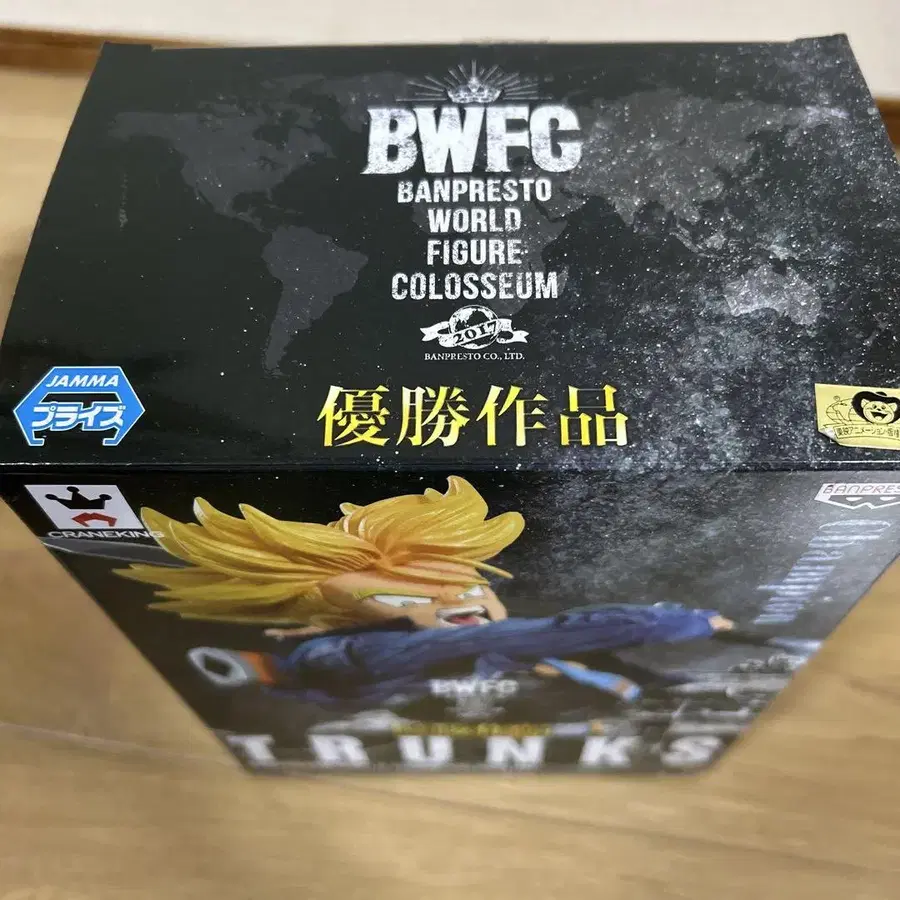 BWFC
BANPRESTO
WORLD
FIGURE
COLOSSEUM
2017
BANPRESTO CO., LTD.
JAMMA
プライズ
優勝作品
CRANEKING
BANPRES
BWFC
TRUNKS